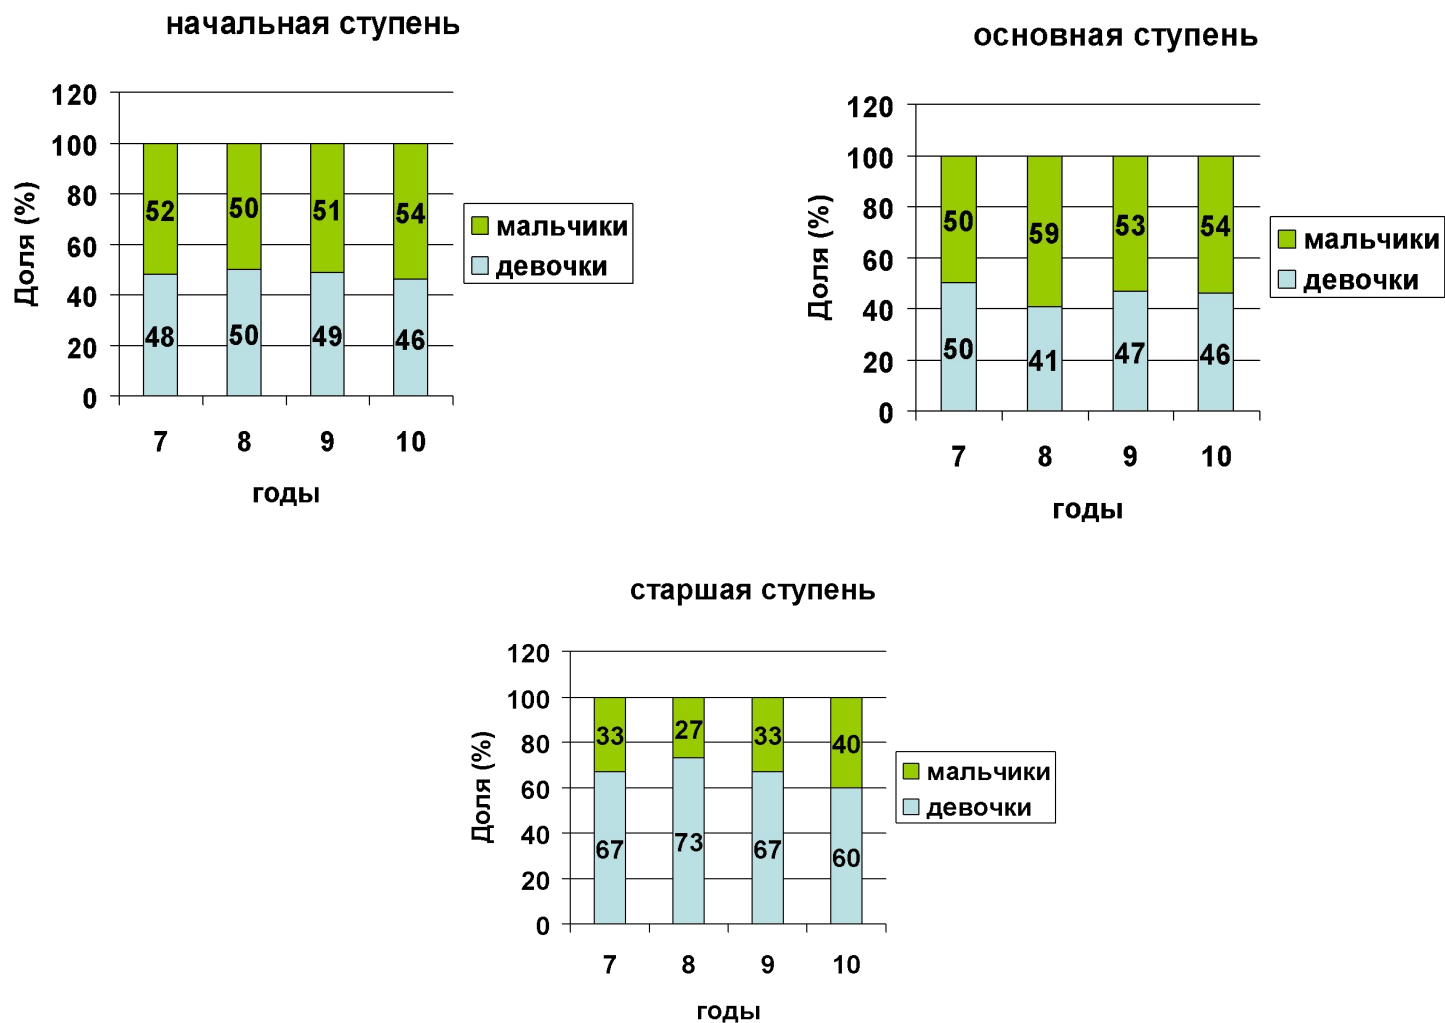 начальная ступень
120
100
80
60
40
20
0
Доля (%)
52
50
51
54
48
50
49
46
7 8 9 10
годы
мальчики
девочки
основная ступень
120
100
80
60
40
20
0
Доля (%)
50
59
53
54
50
41
47
46
7 8 9 10
годы
мальчики
девочки
старшая ступень
120
100
80
60
40
20
0
Доля (%)
33
27
33
40
67
73
67
60
7 8 9 10
годы
мальчики
девочки